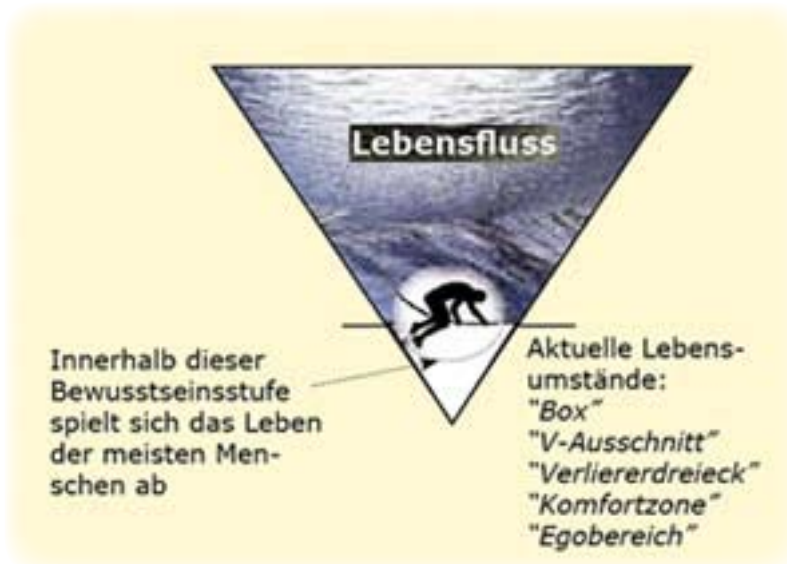 Lebensfluss
Innerhalb dieser
Bewusstseinsstufe
spielt sich das Leben
der meisten Men-
schen ab
Aktuelle Lebens-
umstände:
"Box"
"V-Ausschnitt"
"Verliererdreieck"
"Komfortzone"
"Egobereich"